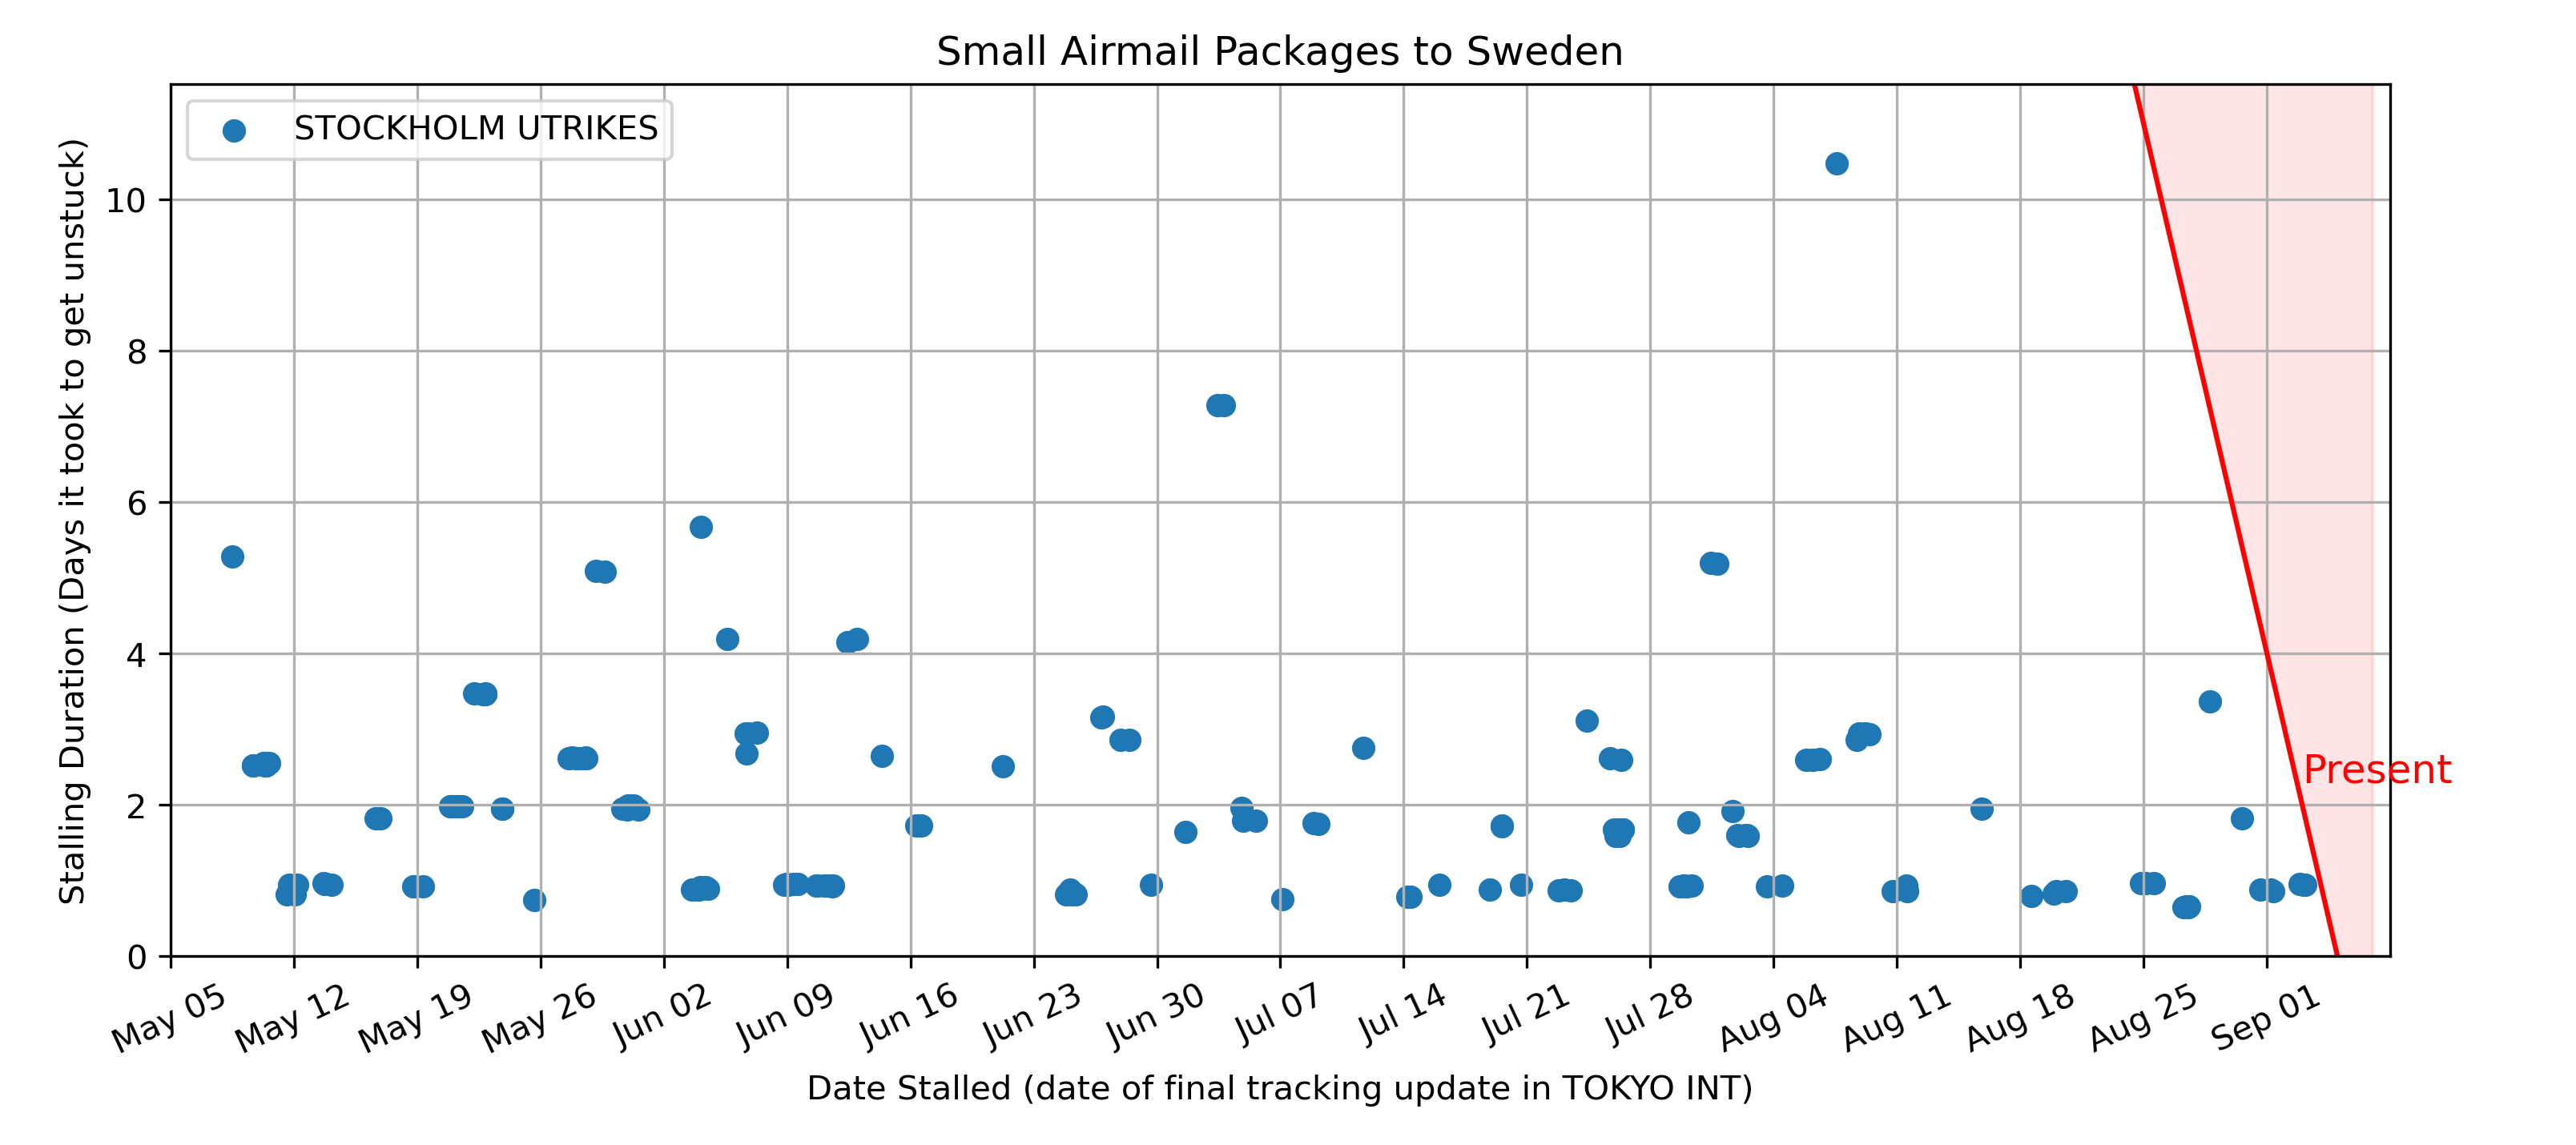 Small Airmail Packages to Sweden
STOCKHOLM UTRIKES
Stalling Duration (Days it took to get unstuck)
10
8
6
4
2
0
Present
May 05
May 12
May 19
May 26
Jun 02
Jun 09
Jun 16
Jun 23
Jun 30
Jul 07
Jul 14
Jul 21
Jul 28
Aug 04
Aug 11
Aug 18
Aug 25
Sep 01
Date Stalled (date of final tracking update in TOKYO INT)